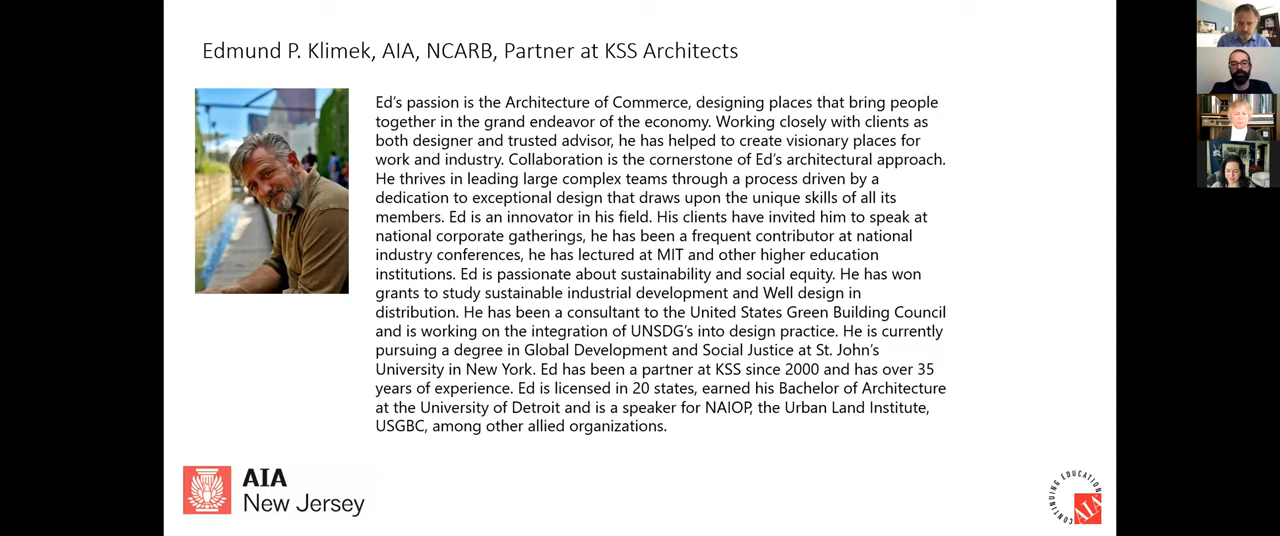 Edmund P. Klimek, AIA, NCARB, Partner at KSS Architects
Ed's passion is the Architecture of Commerce, designing places that bring people
together in the grand endeavor of the economy. Working closely with clients as
both designer and trusted advisor, he has helped to create visionary places for
work and industry. Collaboration is the cornerstone of Ed's architectural approach.
He thrives in leading large complex teams through a process driven by a
dedication to exceptional design that draws upon the unique skills of all its
members. Ed is an innovator in his field. His clients have invited him to speak at
national corporate gatherings, he has been a frequent contributor at national
industry conferences, he has lectured at MIT and other higher education
institutions. Ed is passionate about sustainability and social equity. He has won
grants to study sustainable industrial development and Well design in
distribution. He has been a consultant to the United States Green Building Council
and is working on the integration of UNSDG's into design practice. He is currently
pursuing a degree in Global Development and Social Justice at St. John's
University in New York. Ed has been a partner at KSS since 2000 and has over 35
years of experience. Ed is licensed in 20 states, earned his Bachelor of Architecture
at the University of Detroit and is a speaker for NAIOP, the Urban Land Institute,
USGBC, among other allied organizations.
AIA
New Jersey
CONTINUING EDUCATION
AIA